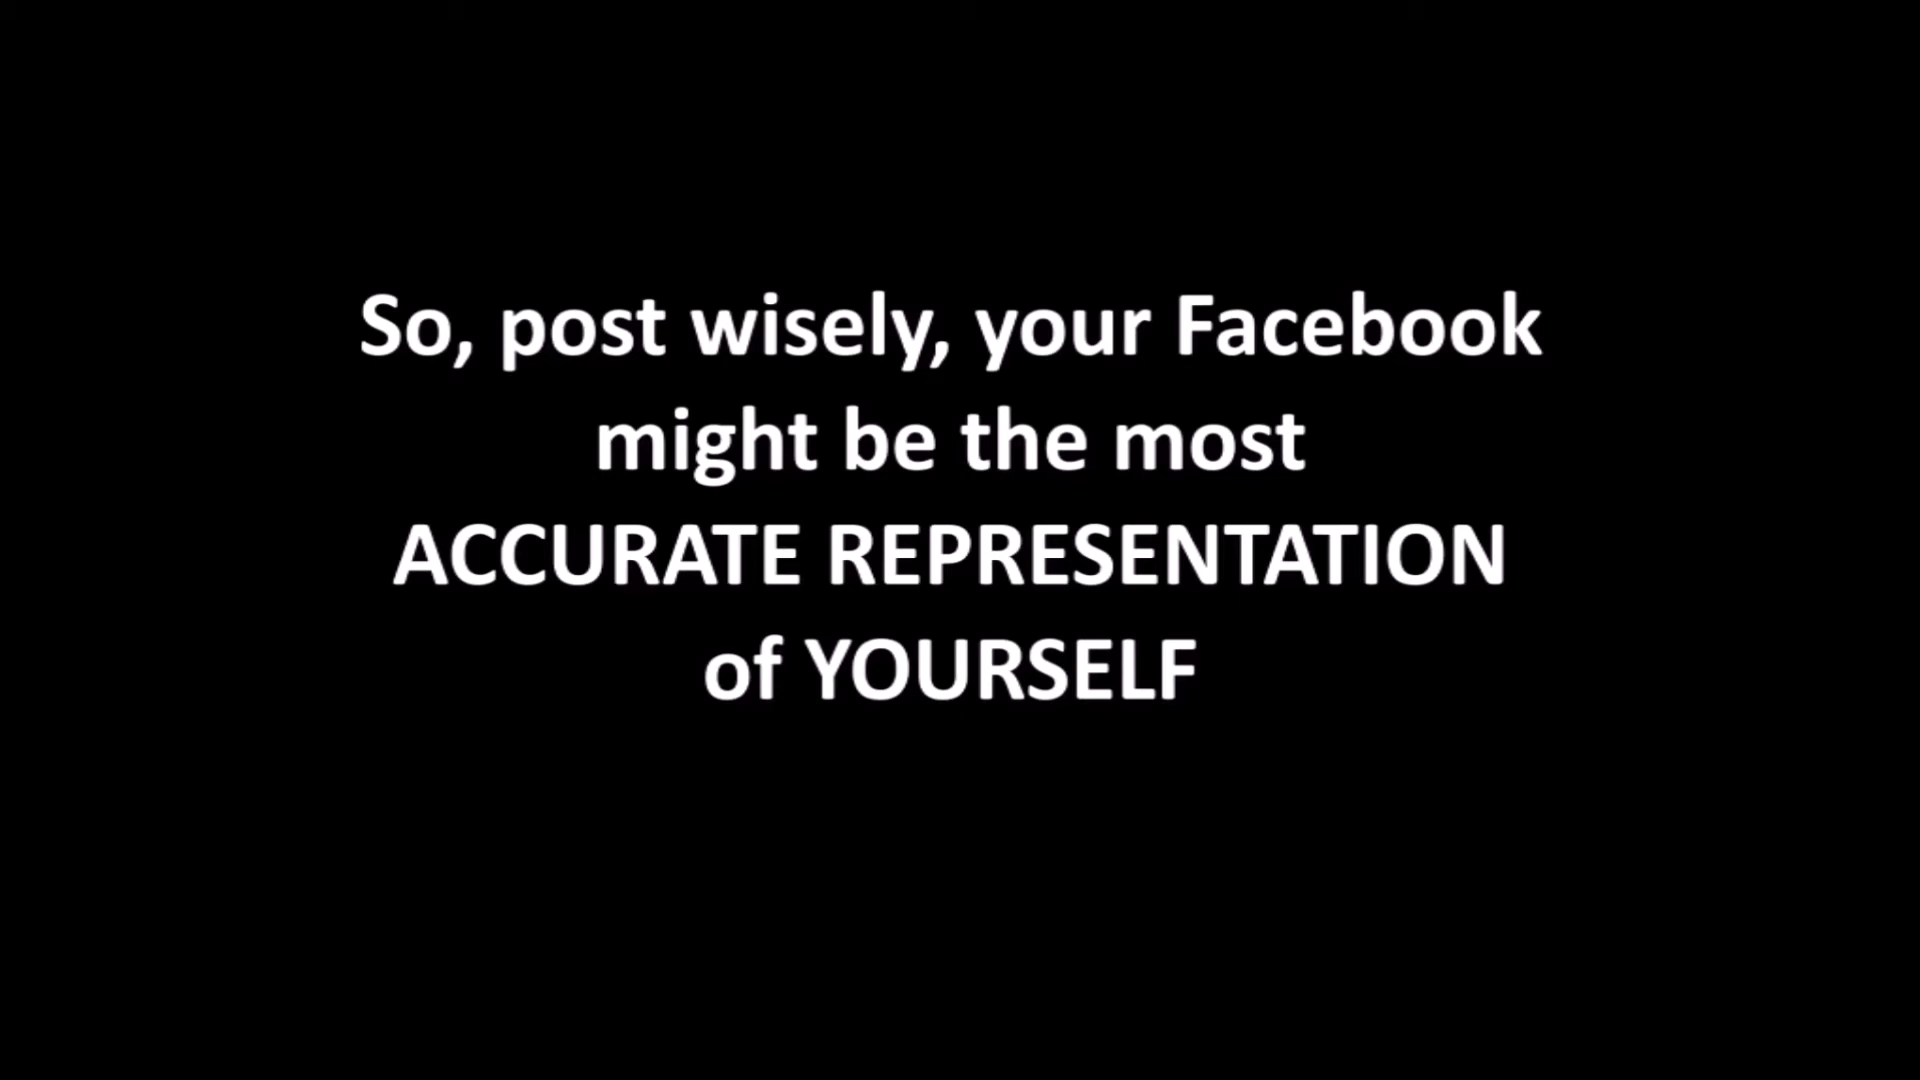 So, post wisely, your Facebook
might be the most
ACCURATE REPRESENTATION
of YOURSELF